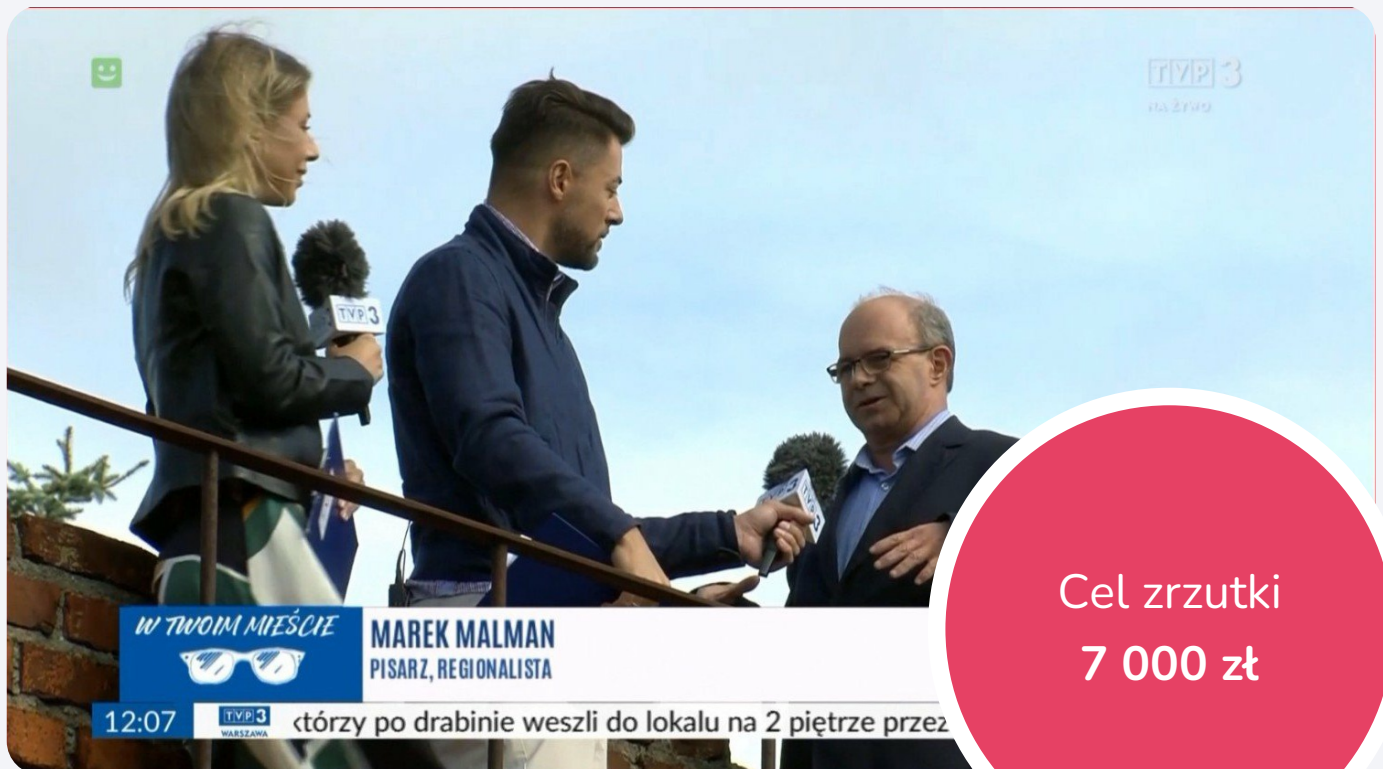 TVP3
NA ŻYWO
TVP3
TVP3
W TWOIM MIEŚCIE
MAREK MALMAN
PISARZ, REGIONALISTA
12:07
TVP3
WARSZAWA
którzy po drabinie weszli do lokalu na 2 piętrze przez
Cel zrzutki
7 000 zł